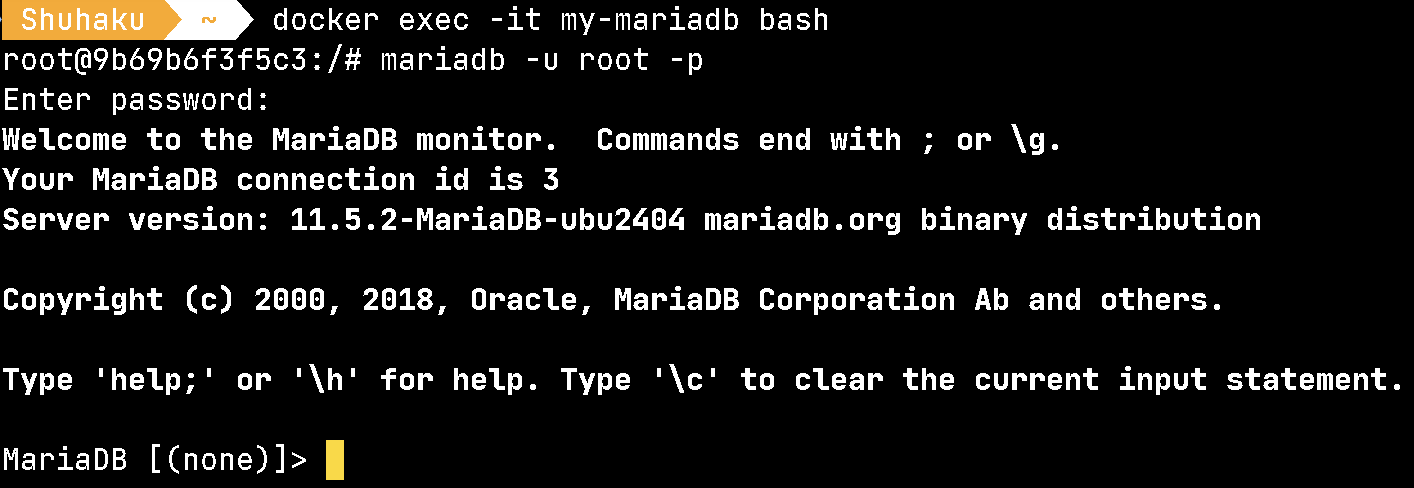 Shuhaku ~ docker exec -it my-mariadb bash
root@9b69b6f3f5c3:/# mariadb -u root -p
Enter password:
Welcome to the MariaDB monitor.  Commands end with ; or \g.
Your MariaDB connection id is 3
Server version: 11.5.2-MariaDB-ubu2404 mariadb.org binary distribution
Copyright (c) 2000, 2018, Oracle, MariaDB Corporation Ab and others.
Type 'help;' or '\h' for help. Type '\c' to clear the current input statement.
MariaDB [(none)]>